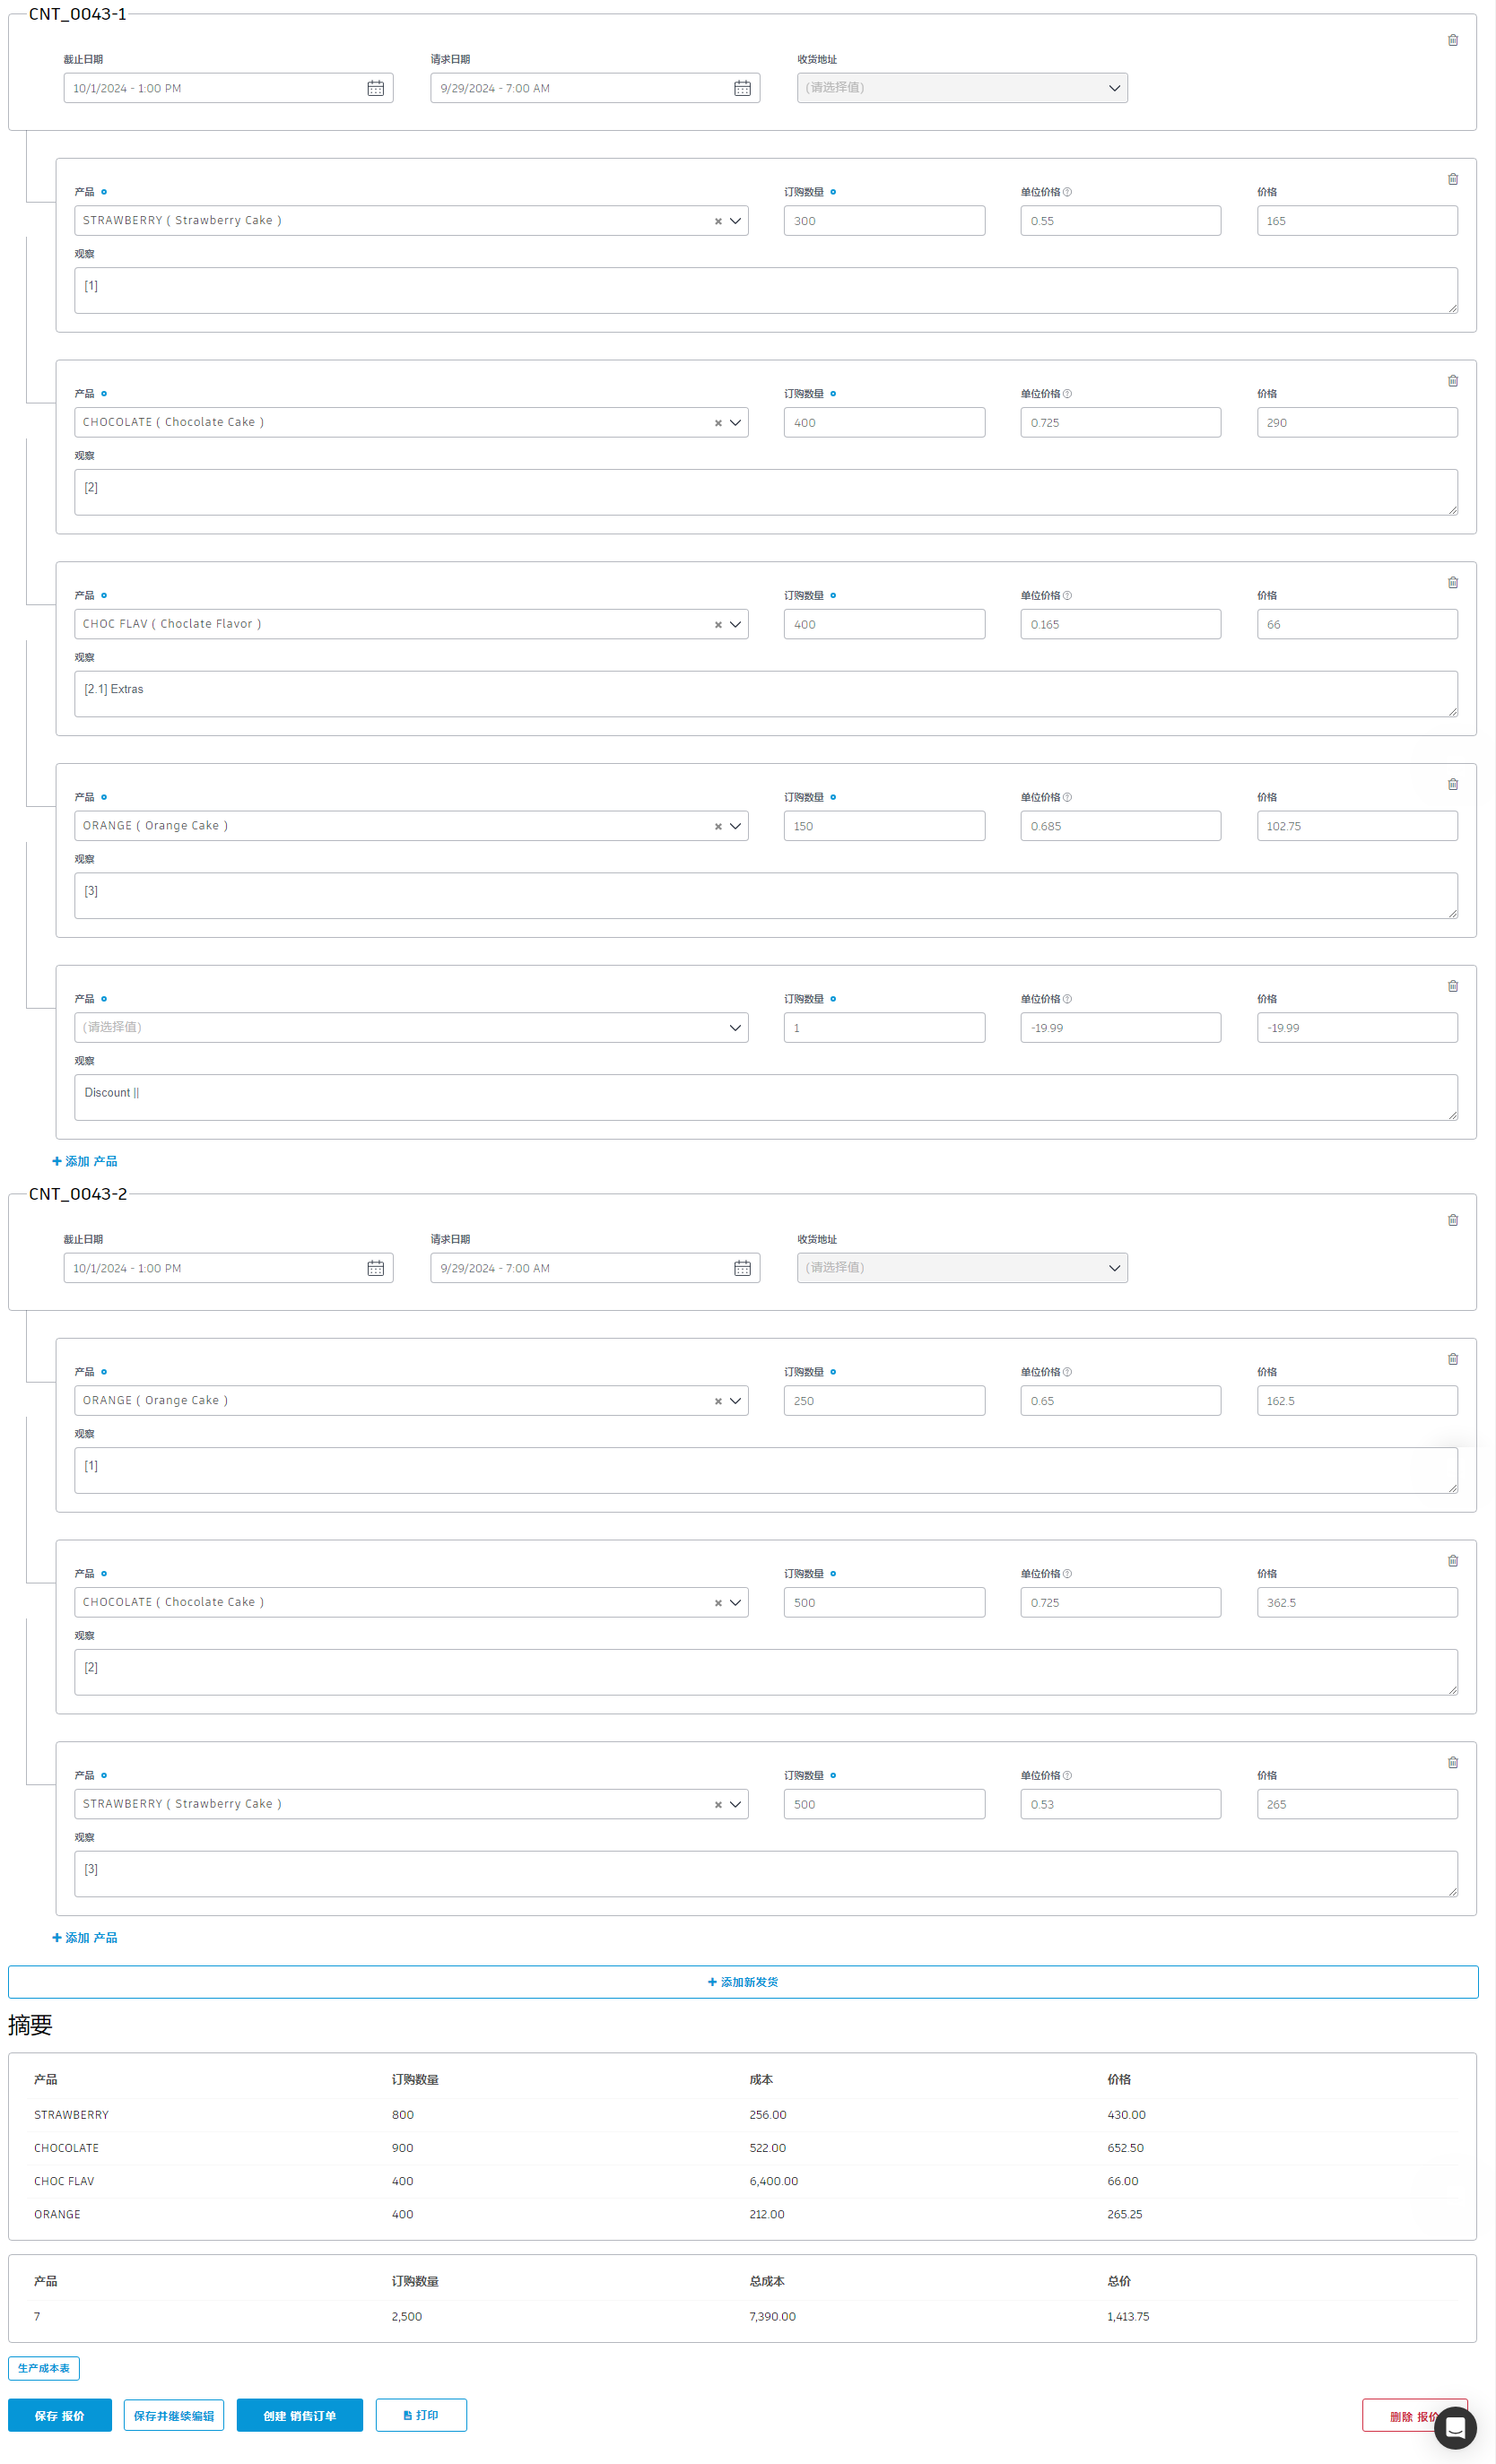 CNT_0043-1
截止日期 请求日期 收货地址
10/1/2024 - 1:00 PM 9/29/2024 - 7:00 AM (请选择值)
产品 订购数量 单位价格 价格
STRAWBERRY ( Strawberry Cake ) 300 0.55 165
观察
[1]
产品 订购数量 单位价格 价格
CHOCOLATE ( Chocolate Cake ) 400 0.725 290
观察
[2]
产品 订购数量 单位价格 价格
CHOC FLAV ( Choclate Flavor ) 400 0.165 66
观察
[2.1] Extras
产品 订购数量 单位价格 价格
ORANGE ( Orange Cake ) 150 0.685 102.75
观察
[3]
产品 订购数量 单位价格 价格
(请选择值) 1 -19.99 -19.99
观察
Discount ||
+ 添加 产品
CNT_0043-2
截止日期 请求日期 收货地址
10/1/2024 - 1:00 PM 9/29/2024 - 7:00 AM (请选择值)
产品 订购数量 单位价格 价格
ORANGE ( Orange Cake ) 250 0.65 162.5
观察
[1]
产品 订购数量 单位价格 价格
CHOCOLATE ( Chocolate Cake ) 500 0.725 362.5
观察
[2]
产品 订购数量 单位价格 价格
STRAWBERRY ( Strawberry Cake ) 500 0.53 265
观察
[3]
+ 添加 产品
+ 添加新发货
摘要
产品 订购数量 成本 价格
STRAWBERRY 800 256.00 430.00
CHOCOLATE 900 522.00 652.50
CHOC FLAV 400 6,400.00 66.00
ORANGE 400 212.00 265.25
产品 订购数量 总成本 总价
7 2,500 7,390.00 1,413.75
生产成本表
保存 报价 保存并继续编辑 创建 销售订单 打印 删除 报价